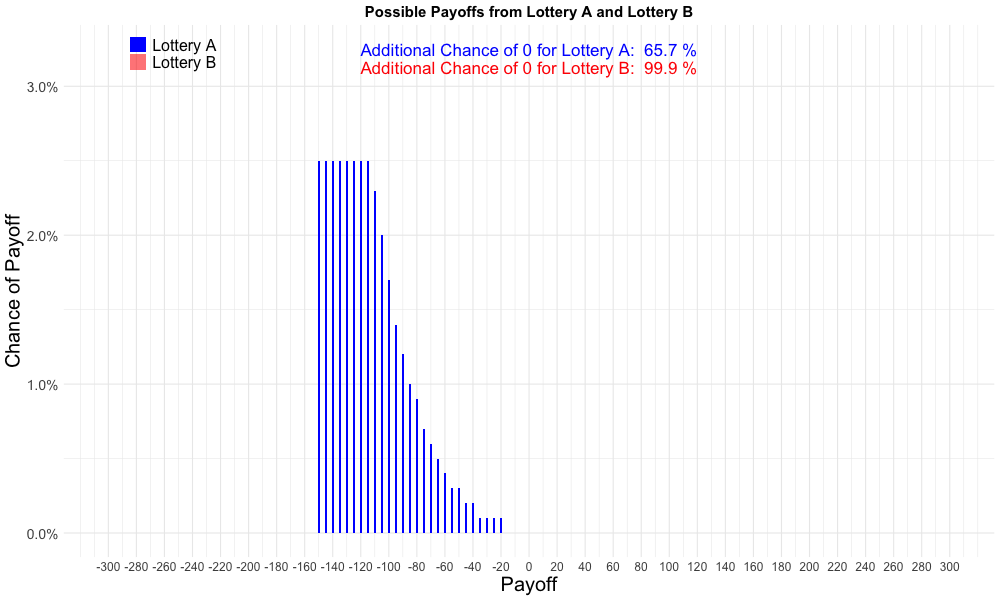 Possible Payoffs from Lottery A and Lottery B
Lottery A
Lottery B
Additional Chance of 0 for Lottery A: 65.7 %
Additional Chance of 0 for Lottery B: 99.9 %
Chance of Payoff
3.0%
2.0%
1.0%
0.0%
-300 -280 -260 -240 -220 -200 -180 -160 -140 -120 -100 -80 -60 -40 -20 0 20 40 60 80 100 120 140 160 180 200 220 240 260 280 300
Payoff